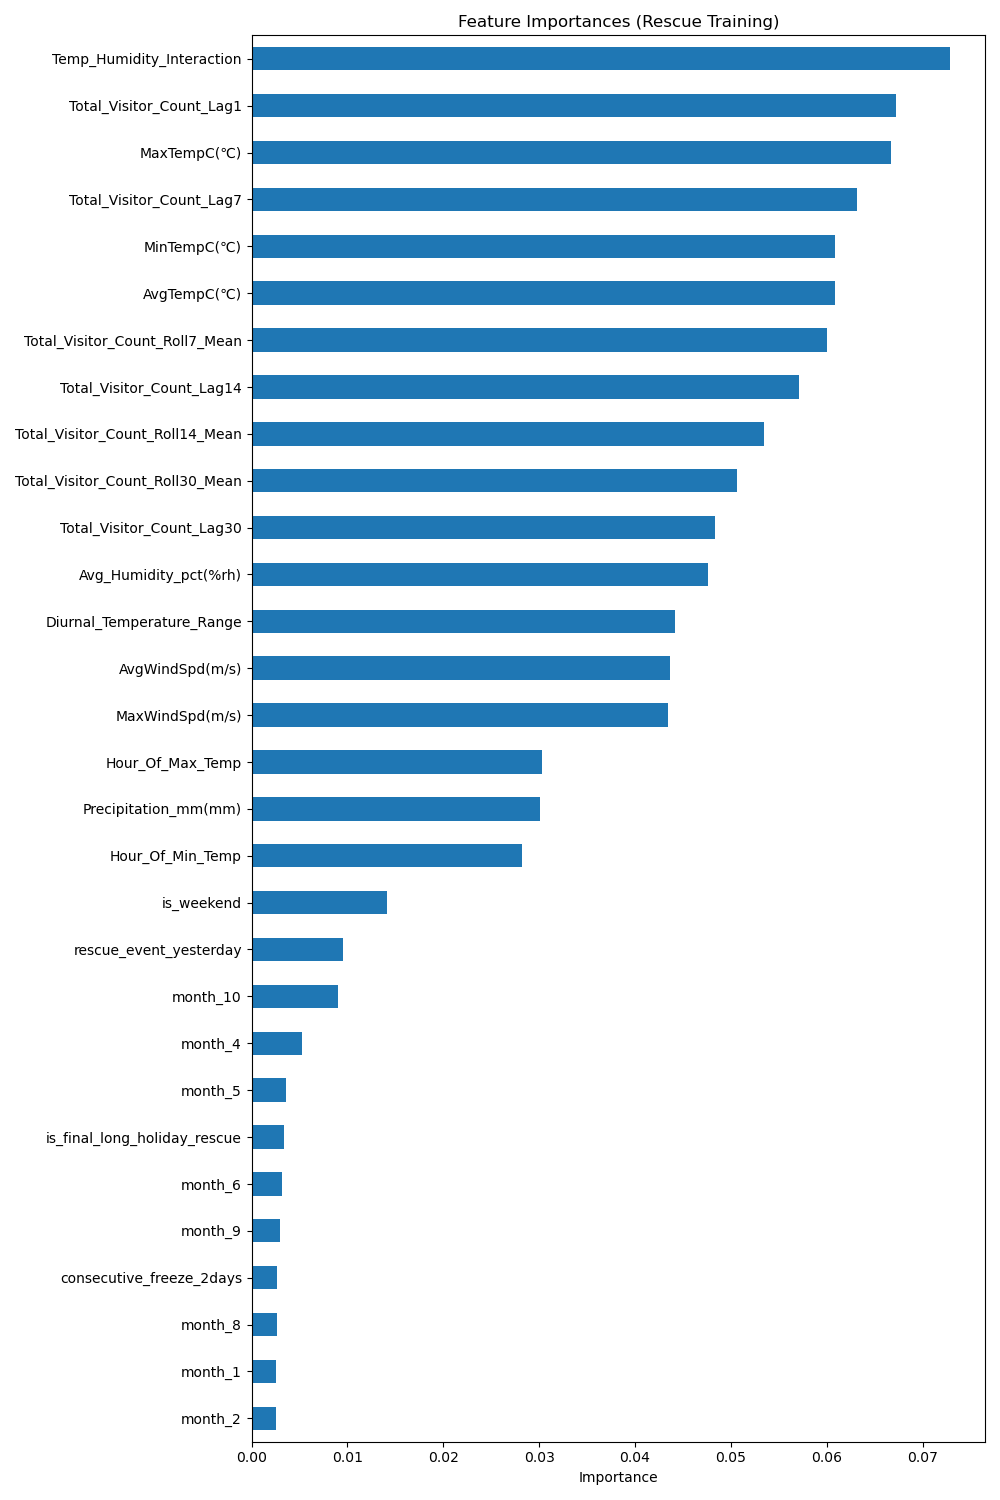 Feature Importances (Rescue Training)
Temp_Humidity_Interaction
Total_Visitor_Count_Lag1
MaxTempC(℃)
Total_Visitor_Count_Lag7
MinTempC(℃)
AvgTempC(℃)
Total_Visitor_Count_Roll7_Mean
Total_Visitor_Count_Lag14
Total_Visitor_Count_Roll14_Mean
Total_Visitor_Count_Roll30_Mean
Total_Visitor_Count_Lag30
Avg_Humidity_pct(%rh)
Diurnal_Temperature_Range
AvgWindSpd(m/s)
MaxWindSpd(m/s)
Hour_Of_Max_Temp
Precipitation_mm(mm)
Hour_Of_Min_Temp
is_weekend
rescue_event_yesterday
month_10
month_4
month_5
is_final_long_holiday_rescue
month_6
month_9
consecutive_freeze_2days
month_8
month_1
month_2
0.00 0.01 0.02 0.03 0.04 0.05 0.06 0.07
Importance